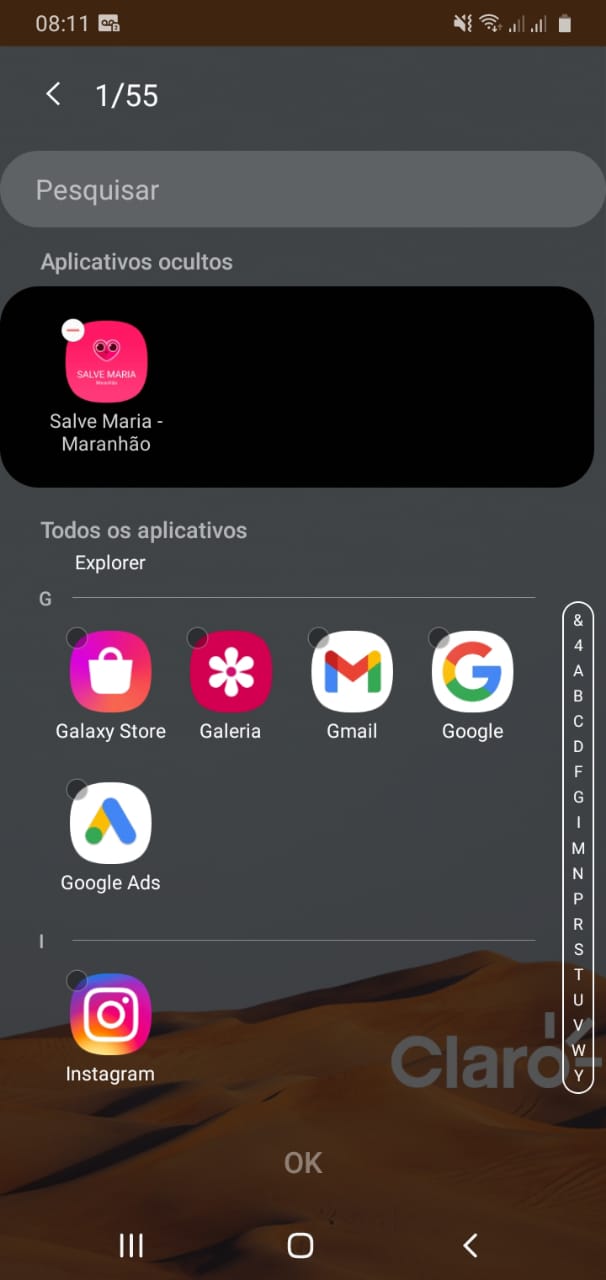 08:11
1/55
Pesquisar
Aplicativos ocultos
SALVE MARIA
Maranhão
Salve Maria -
Maranhão
Todos os aplicativos
Explorer
G
Galaxy Store
Galeria
Gmail
Google
Google Ads
I
Instagram
&
4
A
B
C
D
F
G
I
M
N
P
R
S
T
U
V
W
Y
Claro
OK